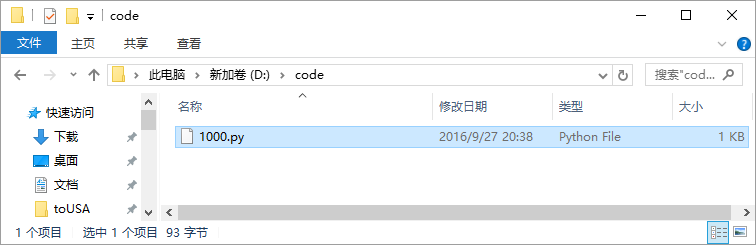 code
文件 主页 共享 查看
此电脑 新加卷 (D:) code 搜索"cod...
名称 修改日期 类型 大小
快速访问
1000.py 2016/9/27 20:38 Python File 1 KB
下载
桌面
文档
toUSA
1 个项目 选中 1 个项目 93 字节